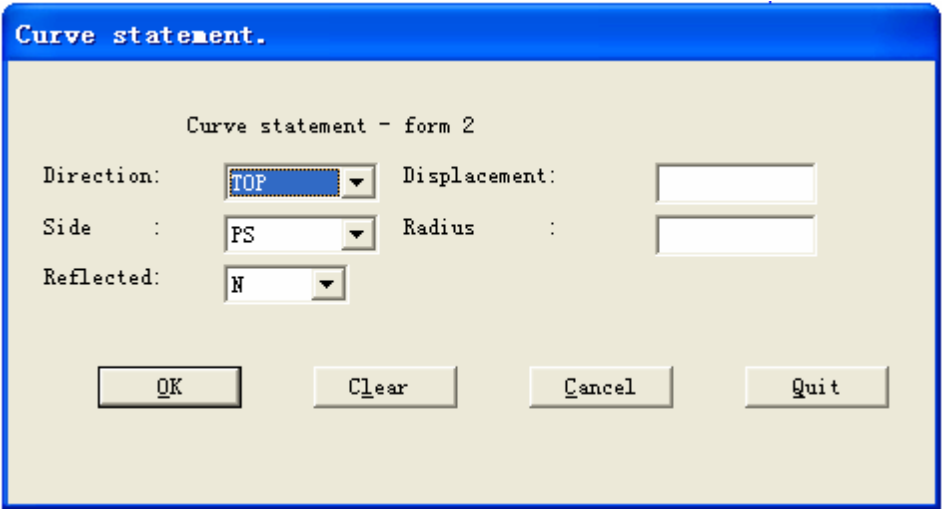 Curve statement.
Curve statement - form 2
Direction: TOP Displacement:
Side : PS Radius :
Reflected: N
OK Clear Cancel Quit